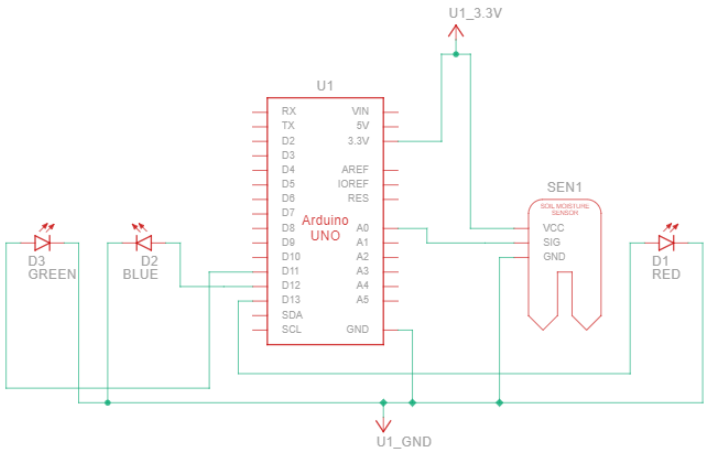 U1_3.3V
U1
RX
TX
D2
D3
D4
D5
D6
D7
D8
D9
D10
D11
D12
D13
SDA
SCL
Arduino
UNO
VIN
5V
3.3V
AREF
IOREF
RES
A0
A1
A2
A3
A4
A5
GND
SEN1
SOIL MOISTURE
SENSOR
VCC
SIG
GND
D3
GREEN
D2
BLUE
D1
RED
U1_GND